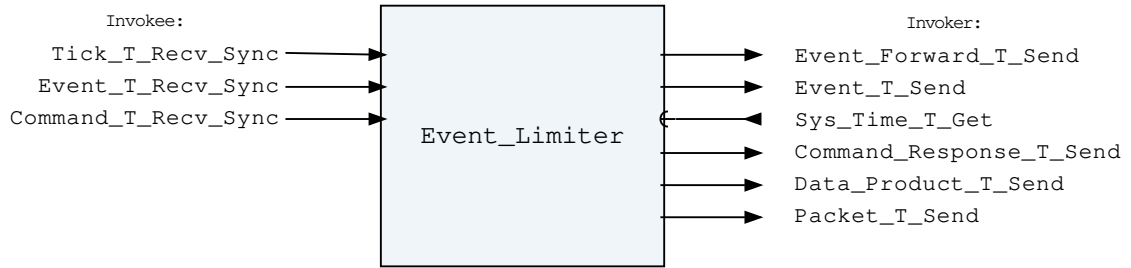 Invokee:
Tick_T_Recv_Sync
Event_T_Recv_Sync
Command_T_Recv_Sync
Event_Limiter
Invoker:
Event_Forward_T_Send
Event_T_Send
Sys_Time_T_Get
Command_Response_T_Send
Data_Product_T_Send
Packet_T_Send